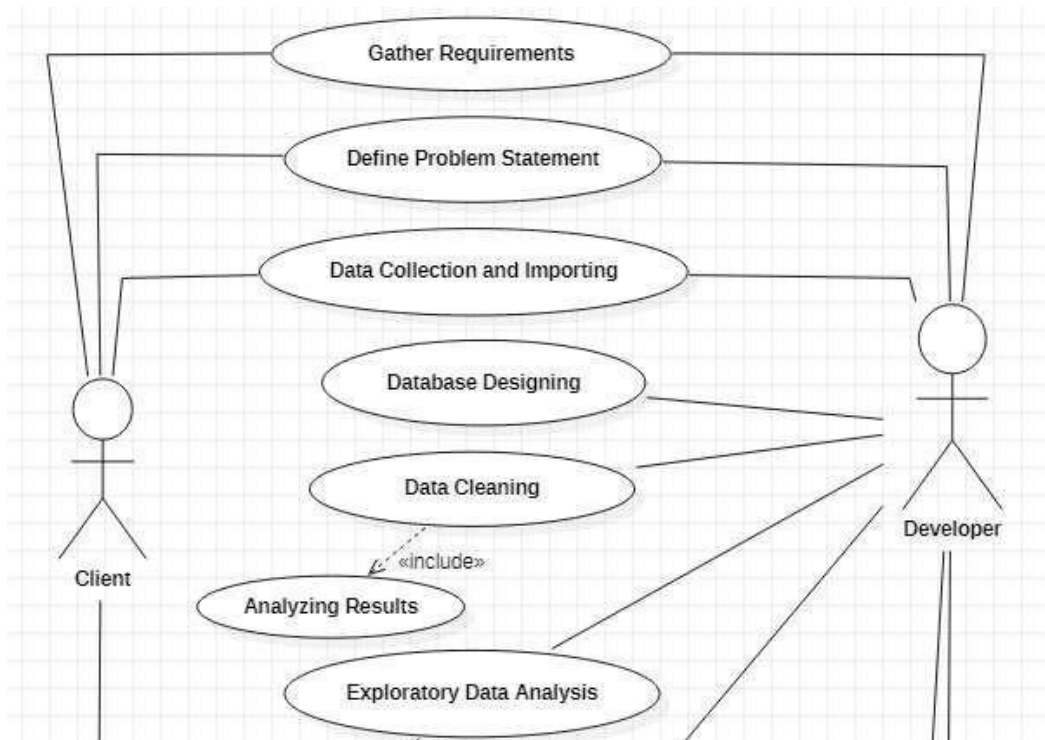 Gather Requirements
Define Problem Statement
Data Collection and Importing
Database Designing
Data Cleaning
Developer
«include»
Client
Analyzing Results
Exploratory Data Analysis